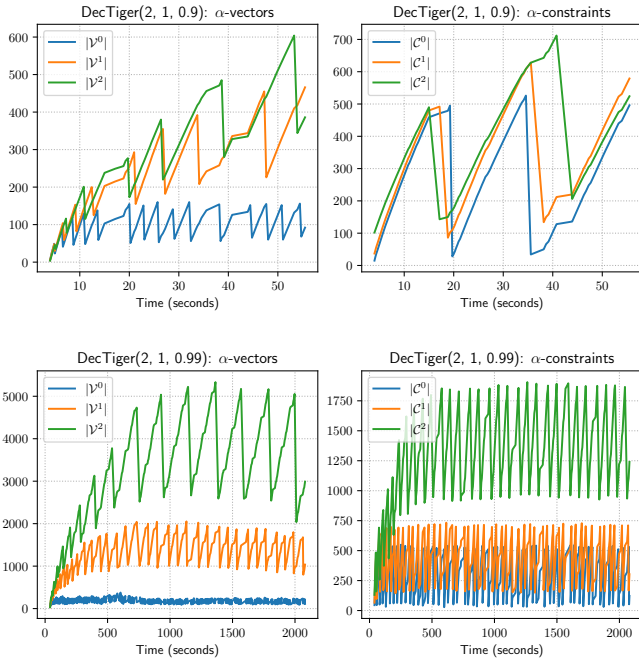 DecTiger(2, 1, 0.9): α-vectors
600
500
400
300
200
100
0
|𝒱⁰|
|𝒱¹|
|𝒱²|
10 20 30 40 50
Time (seconds)
DecTiger(2, 1, 0.9): α-constraints
700
600
500
400
300
200
100
0
|𝒞⁰|
|𝒞¹|
|𝒞²|
10 20 30 40 50
Time (seconds)
DecTiger(2, 1, 0.99): α-vectors
5000
4000
3000
2000
1000
0
|𝒱⁰|
|𝒱¹|
|𝒱²|
0 500 1000 1500 2000
Time (seconds)
DecTiger(2, 1, 0.99): α-constraints
1750
1500
1250
1000
750
500
250
0
|𝒞⁰|
|𝒞¹|
|𝒞²|
0 500 1000 1500 2000
Time (seconds)